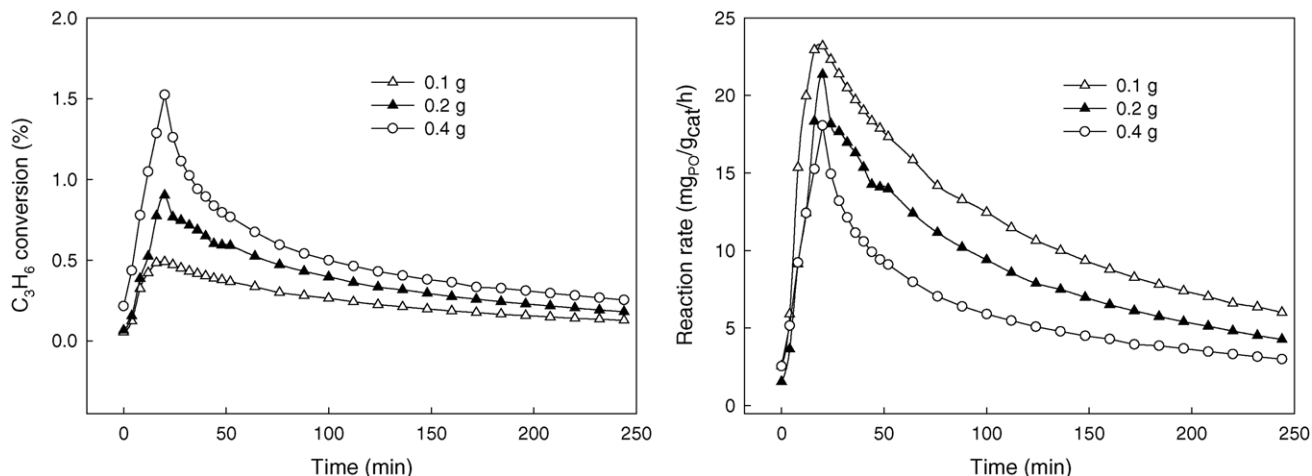 2.0
1.5
1.0
0.5
0.0
C₃H₆ conversion (%)
0.1 g
0.2 g
0.4 g
0 50 100 150 200 250
Time (min)
25
20
15
10
5
0
Reaction rate (mg_PO/g_cat/h)
0.1 g
0.2 g
0.4 g
0 50 100 150 200 250
Time (min)